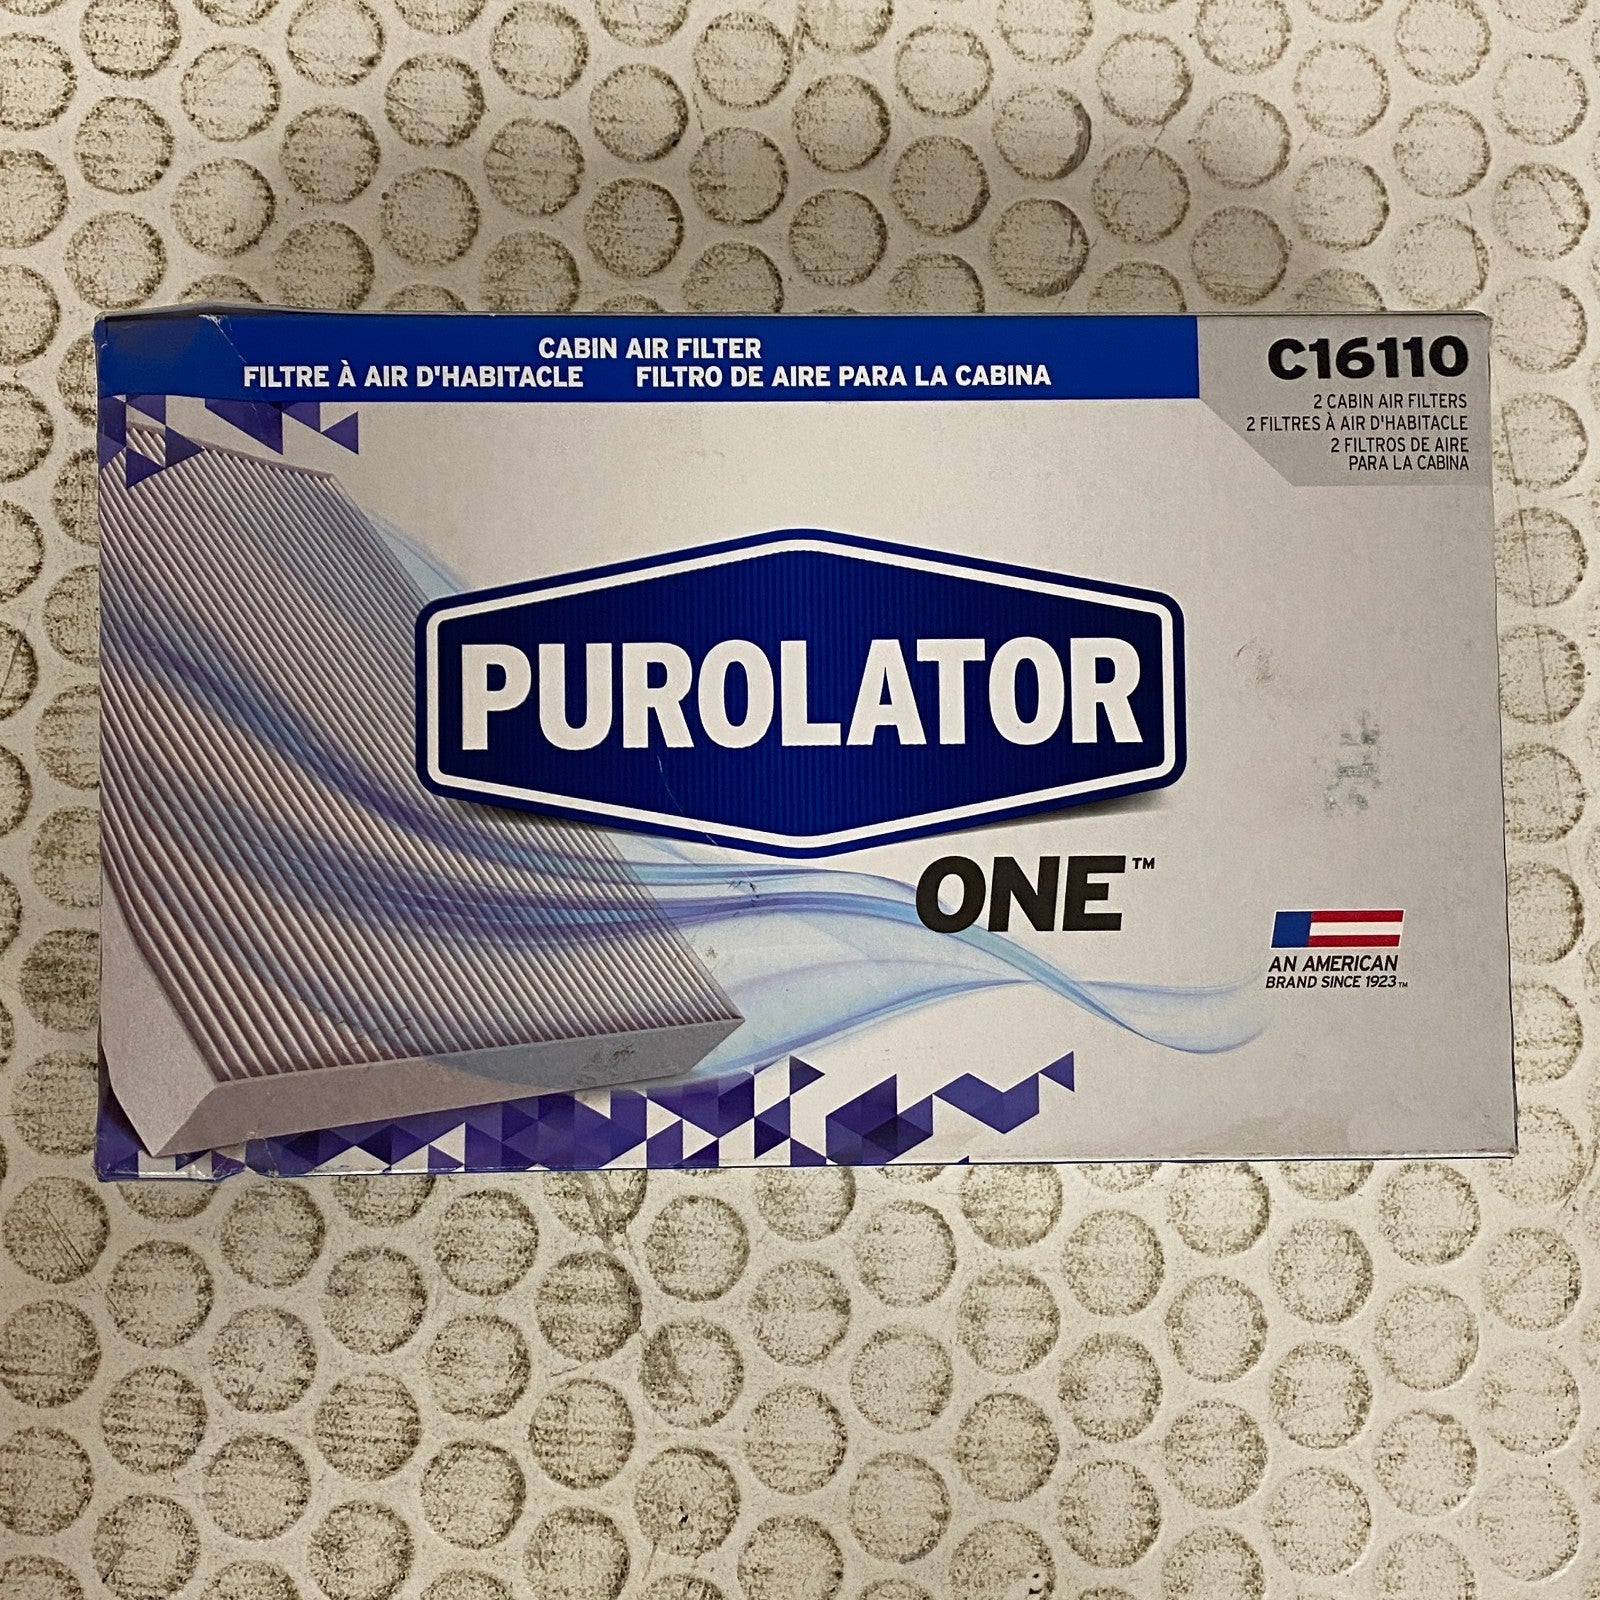 CABIN AIR FILTER
FILTRE À AIR D'HABITACLE FILTRO DE AIRE PARA LA CABINA
C16110
2 CABIN AIR FILTERS
2 FILTRES À AIR D'HABITACLE
2 FILTROS DE AIRE
PARA LA CABINA
PUROLATOR
ONE™
AN AMERICAN
BRAND SINCE 1923™